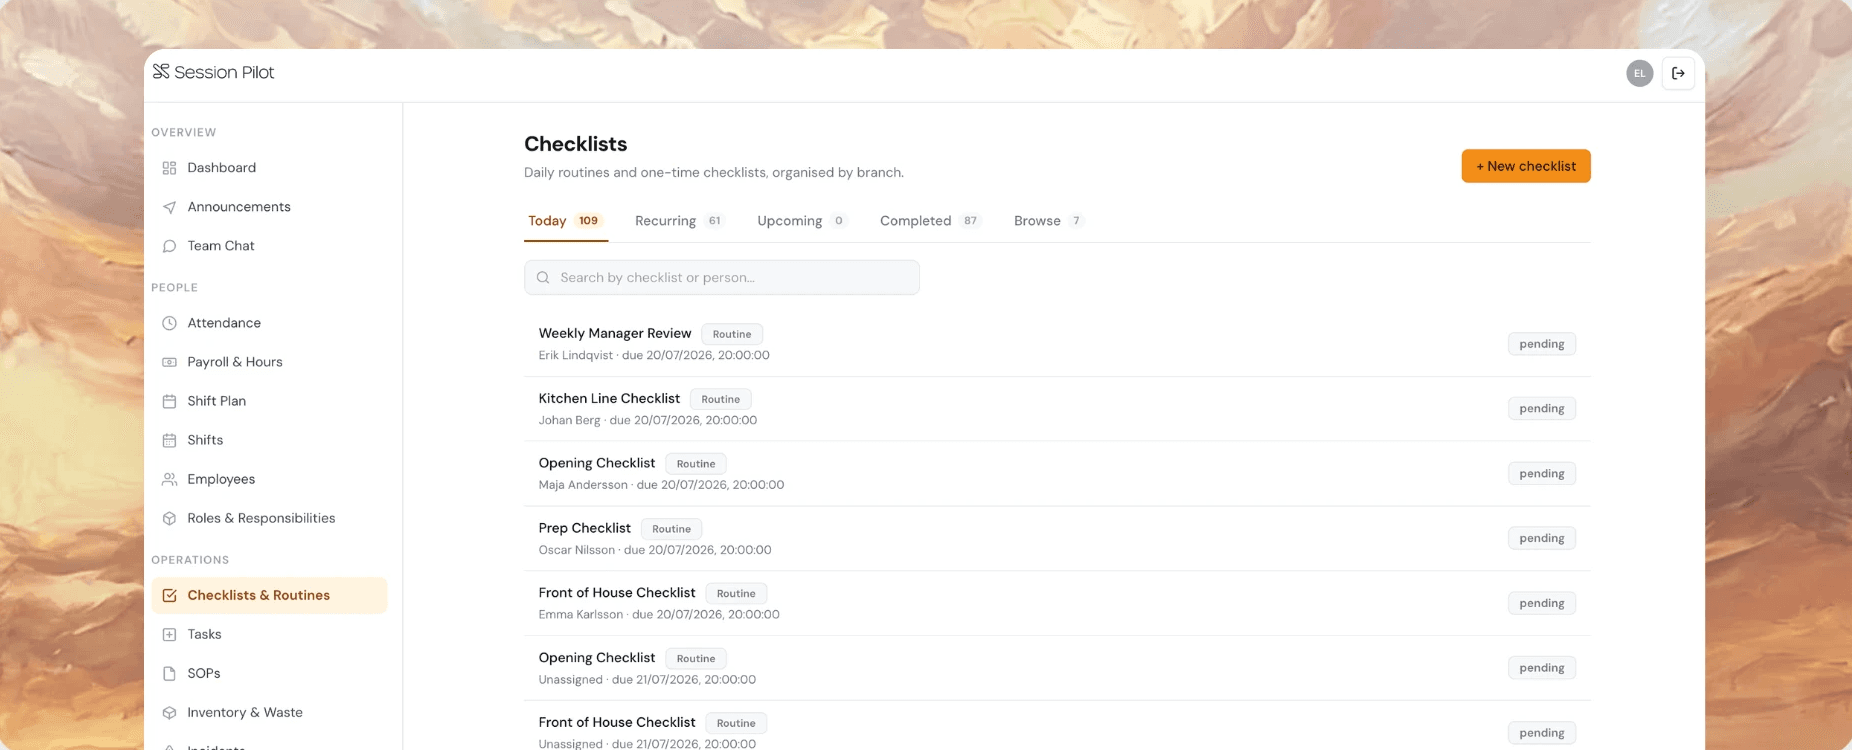 Session Pilot
EL
OVERVIEW
Dashboard
Announcements
Team Chat
PEOPLE
Attendance
Payroll & Hours
Shift Plan
Shifts
Employees
Roles & Responsibilities
OPERATIONS
Checklists & Routines
Tasks
SOPs
Inventory & Waste
Incidents
Checklists
Daily routines and one-time checklists, organised by branch.
+ New checklist
Today 109 Recurring 61 Upcoming 0 Completed 87 Browse 7
Search by checklist or person...
Weekly Manager Review Routine
Erik Lindqvist · due 20/07/2026, 20:00:00
pending
Kitchen Line Checklist Routine
Johan Berg · due 20/07/2026, 20:00:00
pending
Opening Checklist Routine
Maja Andersson · due 20/07/2026, 20:00:00
pending
Prep Checklist Routine
Oscar Nilsson · due 20/07/2026, 20:00:00
pending
Front of House Checklist Routine
Emma Karlsson · due 20/07/2026, 20:00:00
pending
Opening Checklist Routine
Unassigned · due 21/07/2026, 20:00:00
pending
Front of House Checklist Routine
Unassigned · due 21/07/2026, 20:00:00
pending